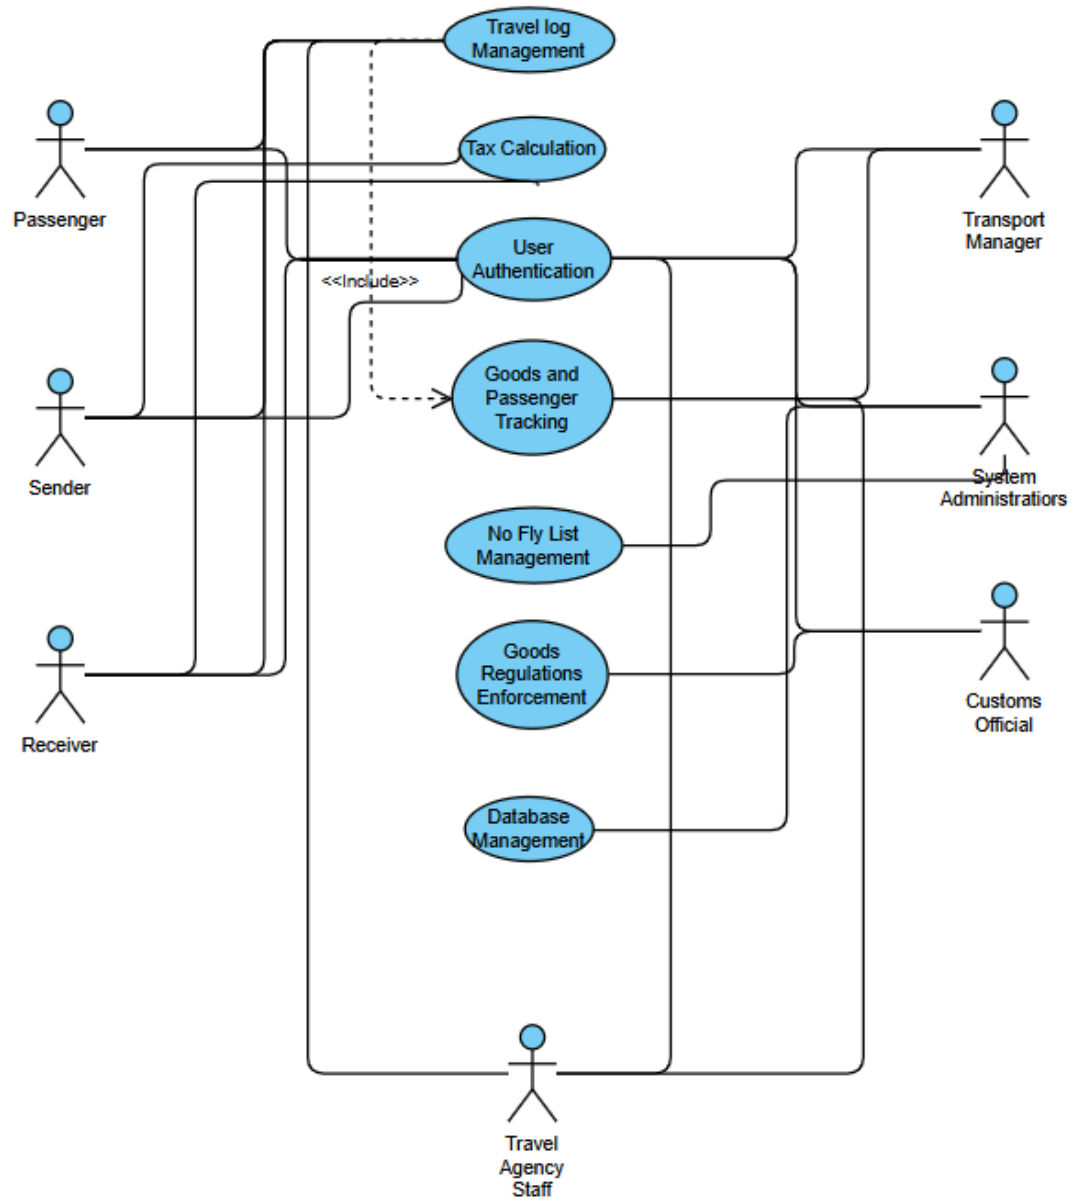 Travel log
Management
Tax Calculation
Passenger
Transport
Manager
User
Authentication
<<Include>>
Goods and
Passenger
Tracking
Sender
System
Administratiors
No Fly List
Management
Goods
Regulations
Enforcement
Customs
Official
Receiver
Database
Management
Travel
Agency
Staff